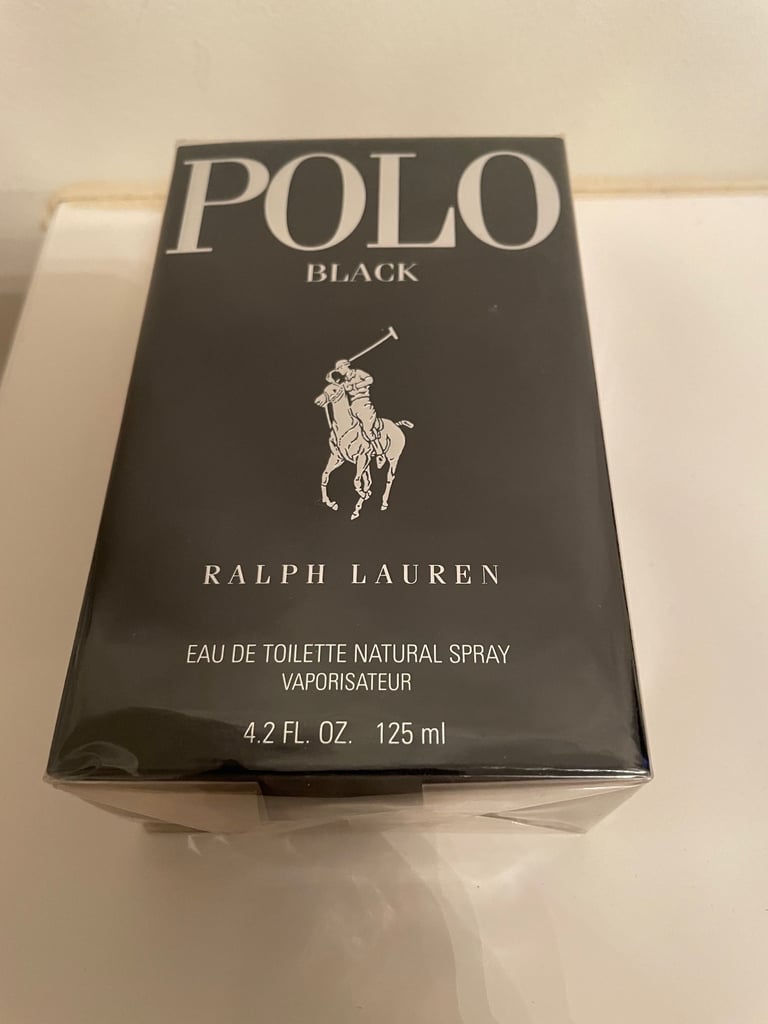 POLO
BLACK
RALPH LAUREN
EAU DE TOILETTE NATURAL SPRAY
VAPORISATEUR
4.2 FL. OZ. 125 ml